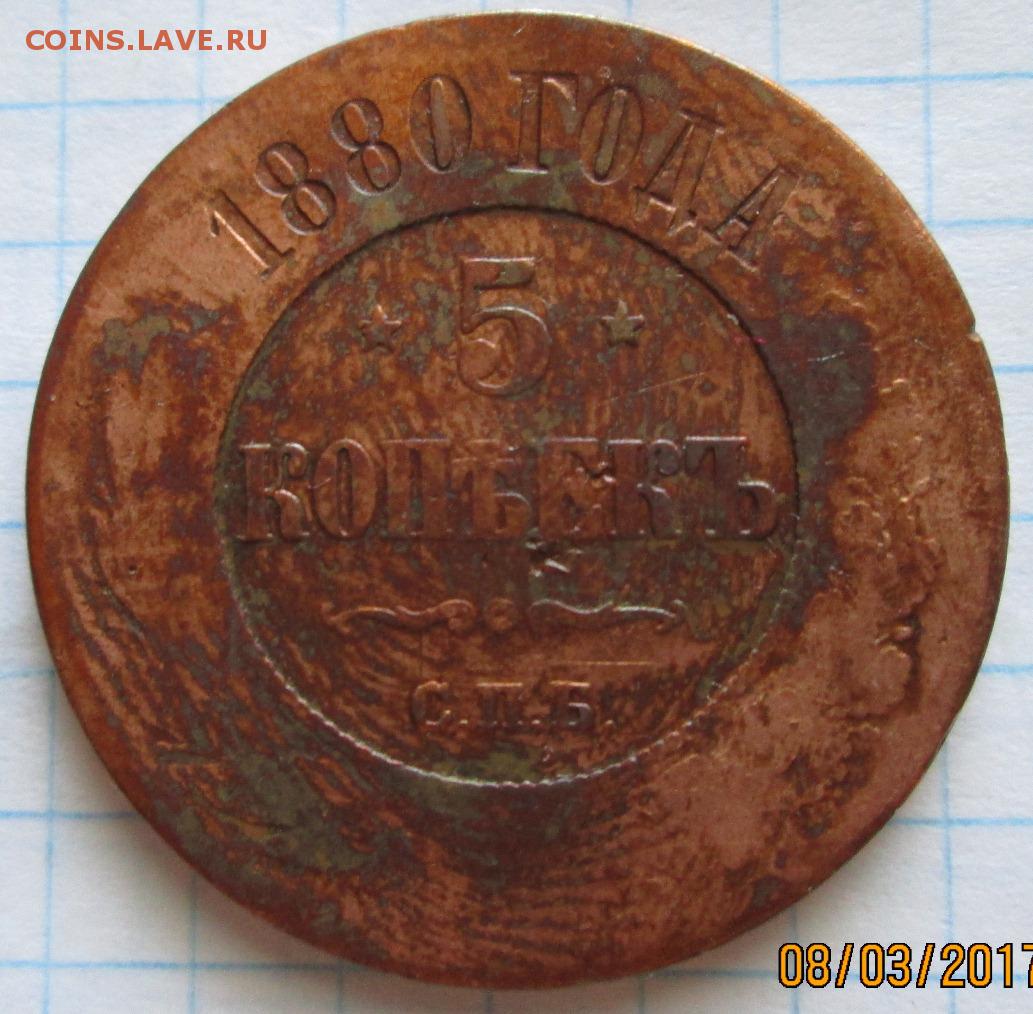 COINS.LAVE.RU
1880 ГОДА
5
КОПѢЕКЪ
С.П.Б.
08/03/2017